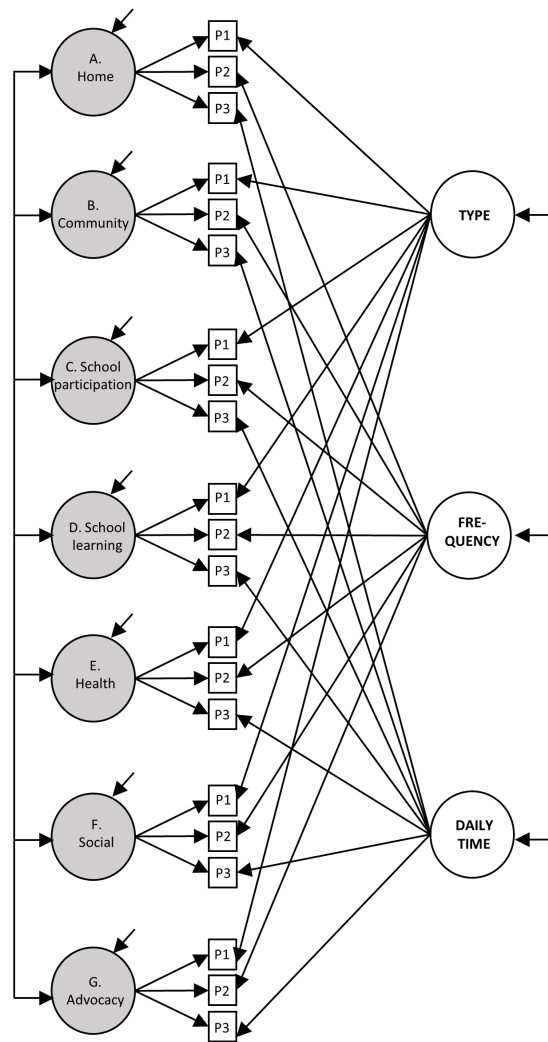 A.
Home
P1
P2
P3
B.
Community
P1
P2
P3
C. School
participation
P1
P2
P3
D. School
learning
P1
P2
P3
E.
Health
P1
P2
P3
F.
Social
P1
P2
P3
G.
Advocacy
P1
P2
P3
TYPE
FRE-
QUENCY
DAILY
TIME